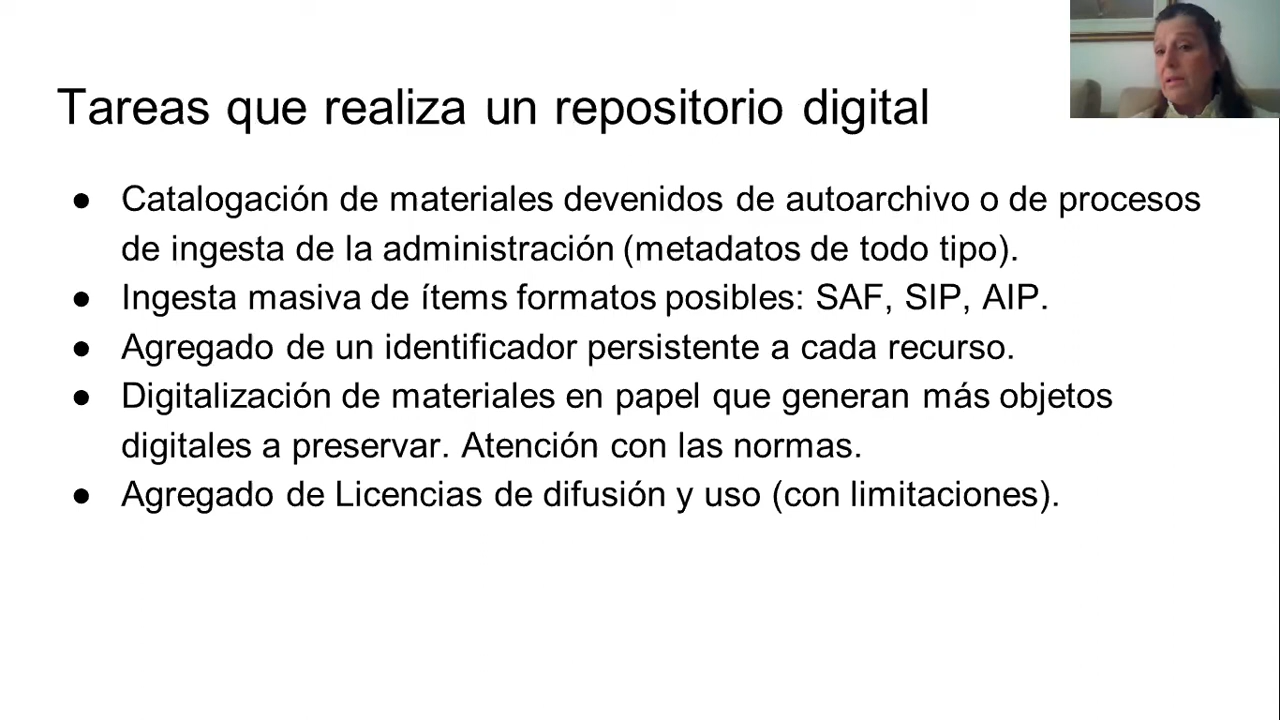 Tareas que realiza un repositorio digital
● Catalogación de materiales devenidos de autoarchivo o de procesos
de ingesta de la administración (metadatos de todo tipo).
● Ingesta masiva de ítems formatos posibles: SAF, SIP, AIP.
● Agregado de un identificador persistente a cada recurso.
● Digitalización de materiales en papel que generan más objetos
digitales a preservar. Atención con las normas.
● Agregado de Licencias de difusión y uso (con limitaciones).